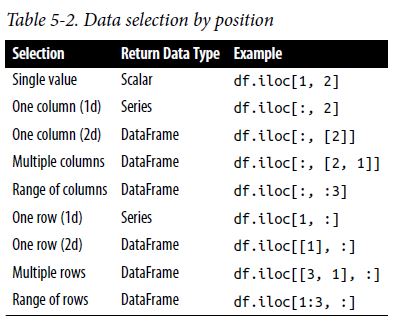 Table 5-2. Data selection by position
Selection Return Data Type Example
Single value Scalar df.iloc[1, 2]
One column (1d) Series df.iloc[:, 2]
One column (2d) DataFrame df.iloc[:, [2]]
Multiple columns DataFrame df.iloc[:, [2, 1]]
Range of columns DataFrame df.iloc[:, :3]
One row (1d) Series df.iloc[1, :]
One row (2d) DataFrame df.iloc[[1], :]
Multiple rows DataFrame df.iloc[[3, 1], :]
Range of rows DataFrame df.iloc[1:3, :]